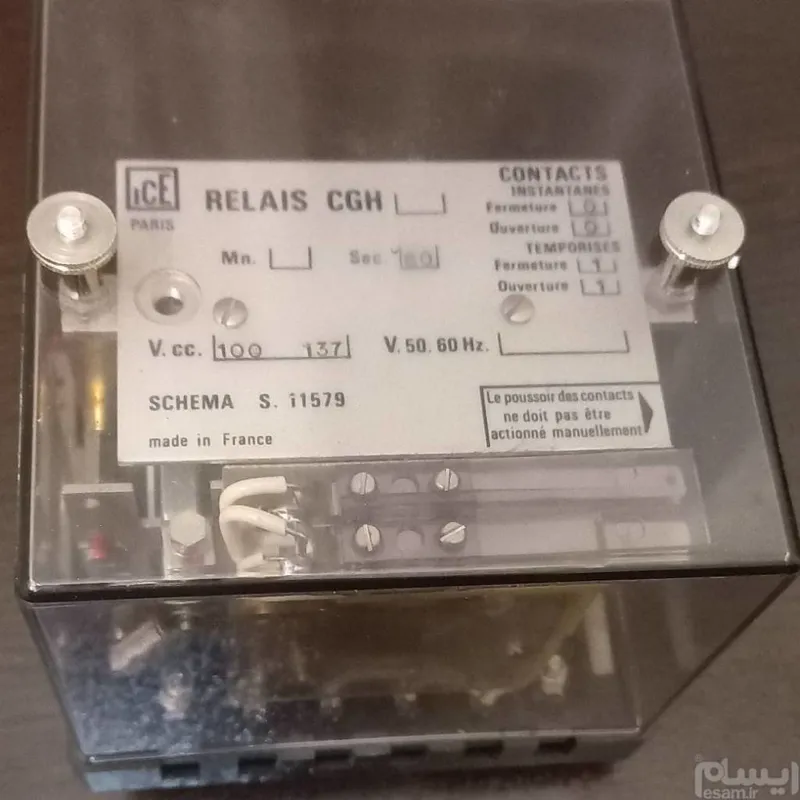 ICE
PARIS
RELAIS CGH
Mn. Sec 60
CONTACTS
INSTANTANES
Fermeture 0
Ouverture 0
TEMPORISES
Fermeture 1
Ouverture 1
V. cc. 100 137 V. 50. 60 Hz.
SCHEMA S. 11579
made in France
Le poussoir des contacts
ne doit pas être
actionné manuellement
ایسام
esam.ir